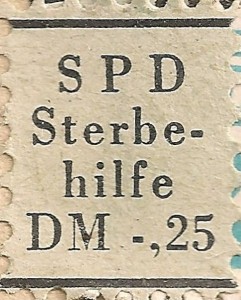 SPD
Sterbe-
hilfe
DM -,25